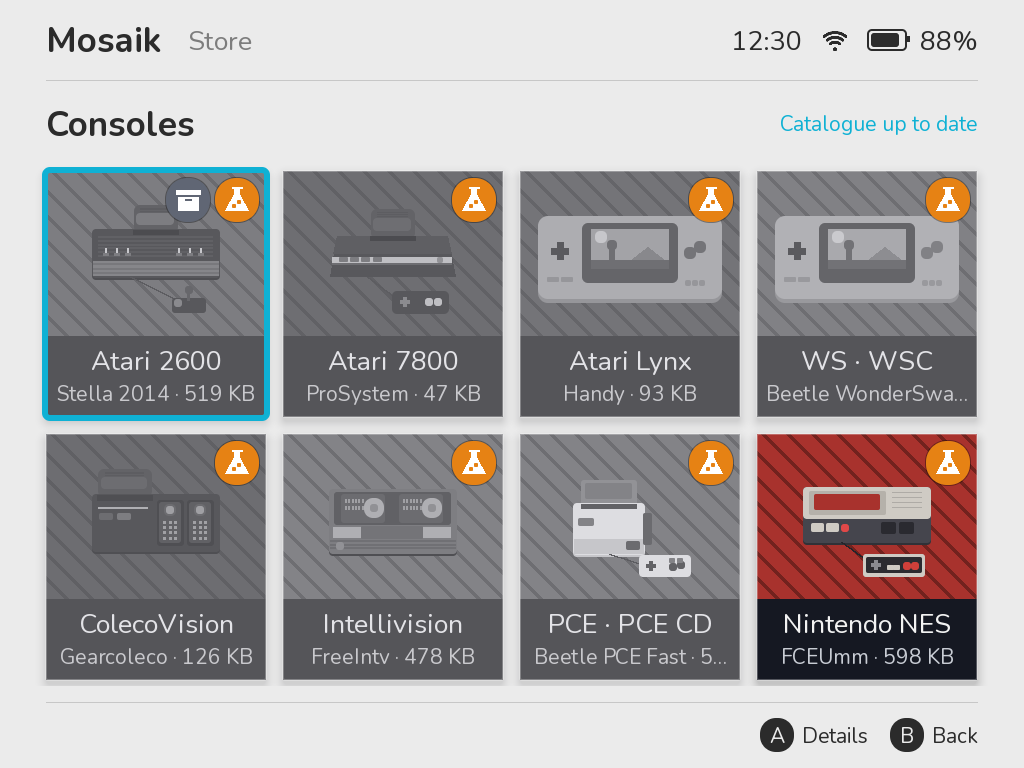 Mosaik Store 12:30 88%
Consoles Catalogue up to date
Atari 2600
Stella 2014 · 519 KB
Atari 7800
ProSystem · 47 KB
Atari Lynx
Handy · 93 KB
WS · WSC
Beetle WonderSwa...
ColecoVision
Gearcoleco · 126 KB
Intellivision
FreeIntv · 478 KB
PCE · PCE CD
Beetle PCE Fast · 5...
Nintendo NES
FCEUmm · 598 KB
A Details B Back